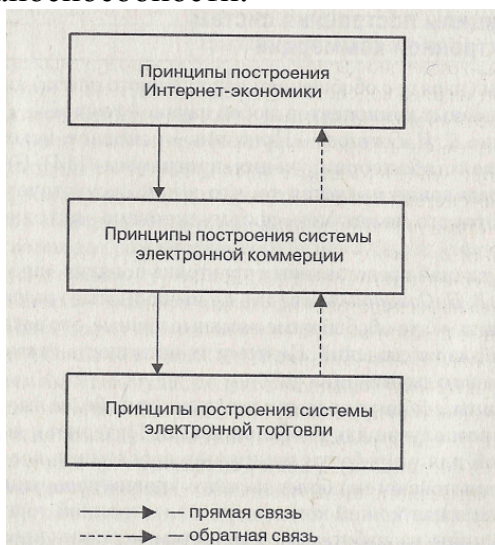 Принципы построения
Интернет-экономики
Принципы построения системы
электронной коммерции
Принципы построения системы
электронной торговли
— прямая связь
— обратная связь